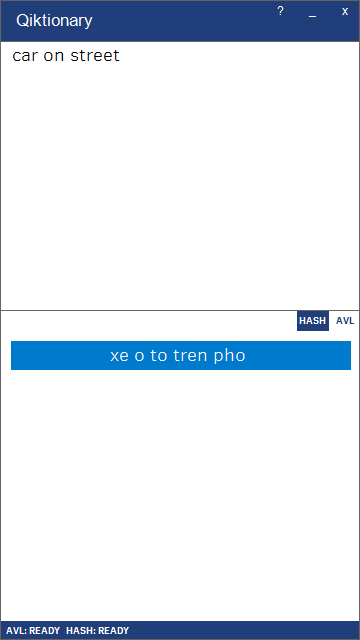 Qiktionary ? _ x
car on street
HASH AVL
xe o to tren pho
AVL: READY HASH: READY